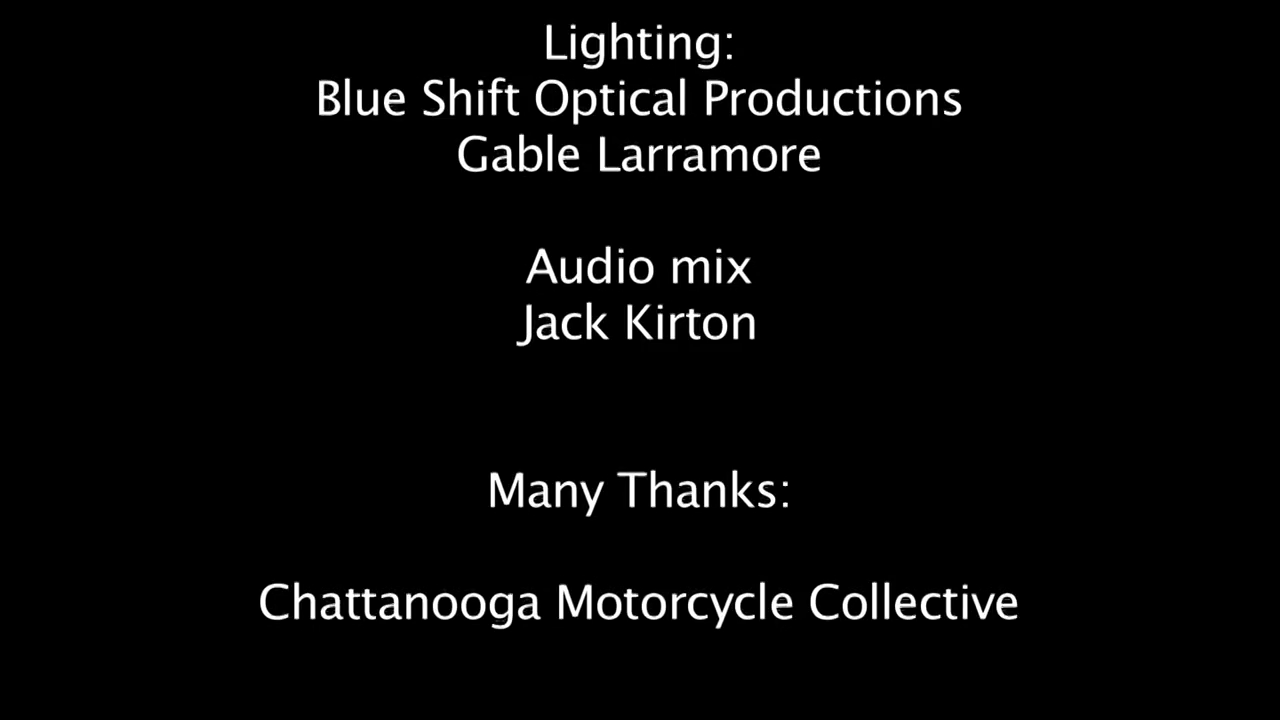 Lighting:
Blue Shift Optical Productions
Gable Larramore
Audio mix
Jack Kirton
Many Thanks:
Chattanooga Motorcycle Collective